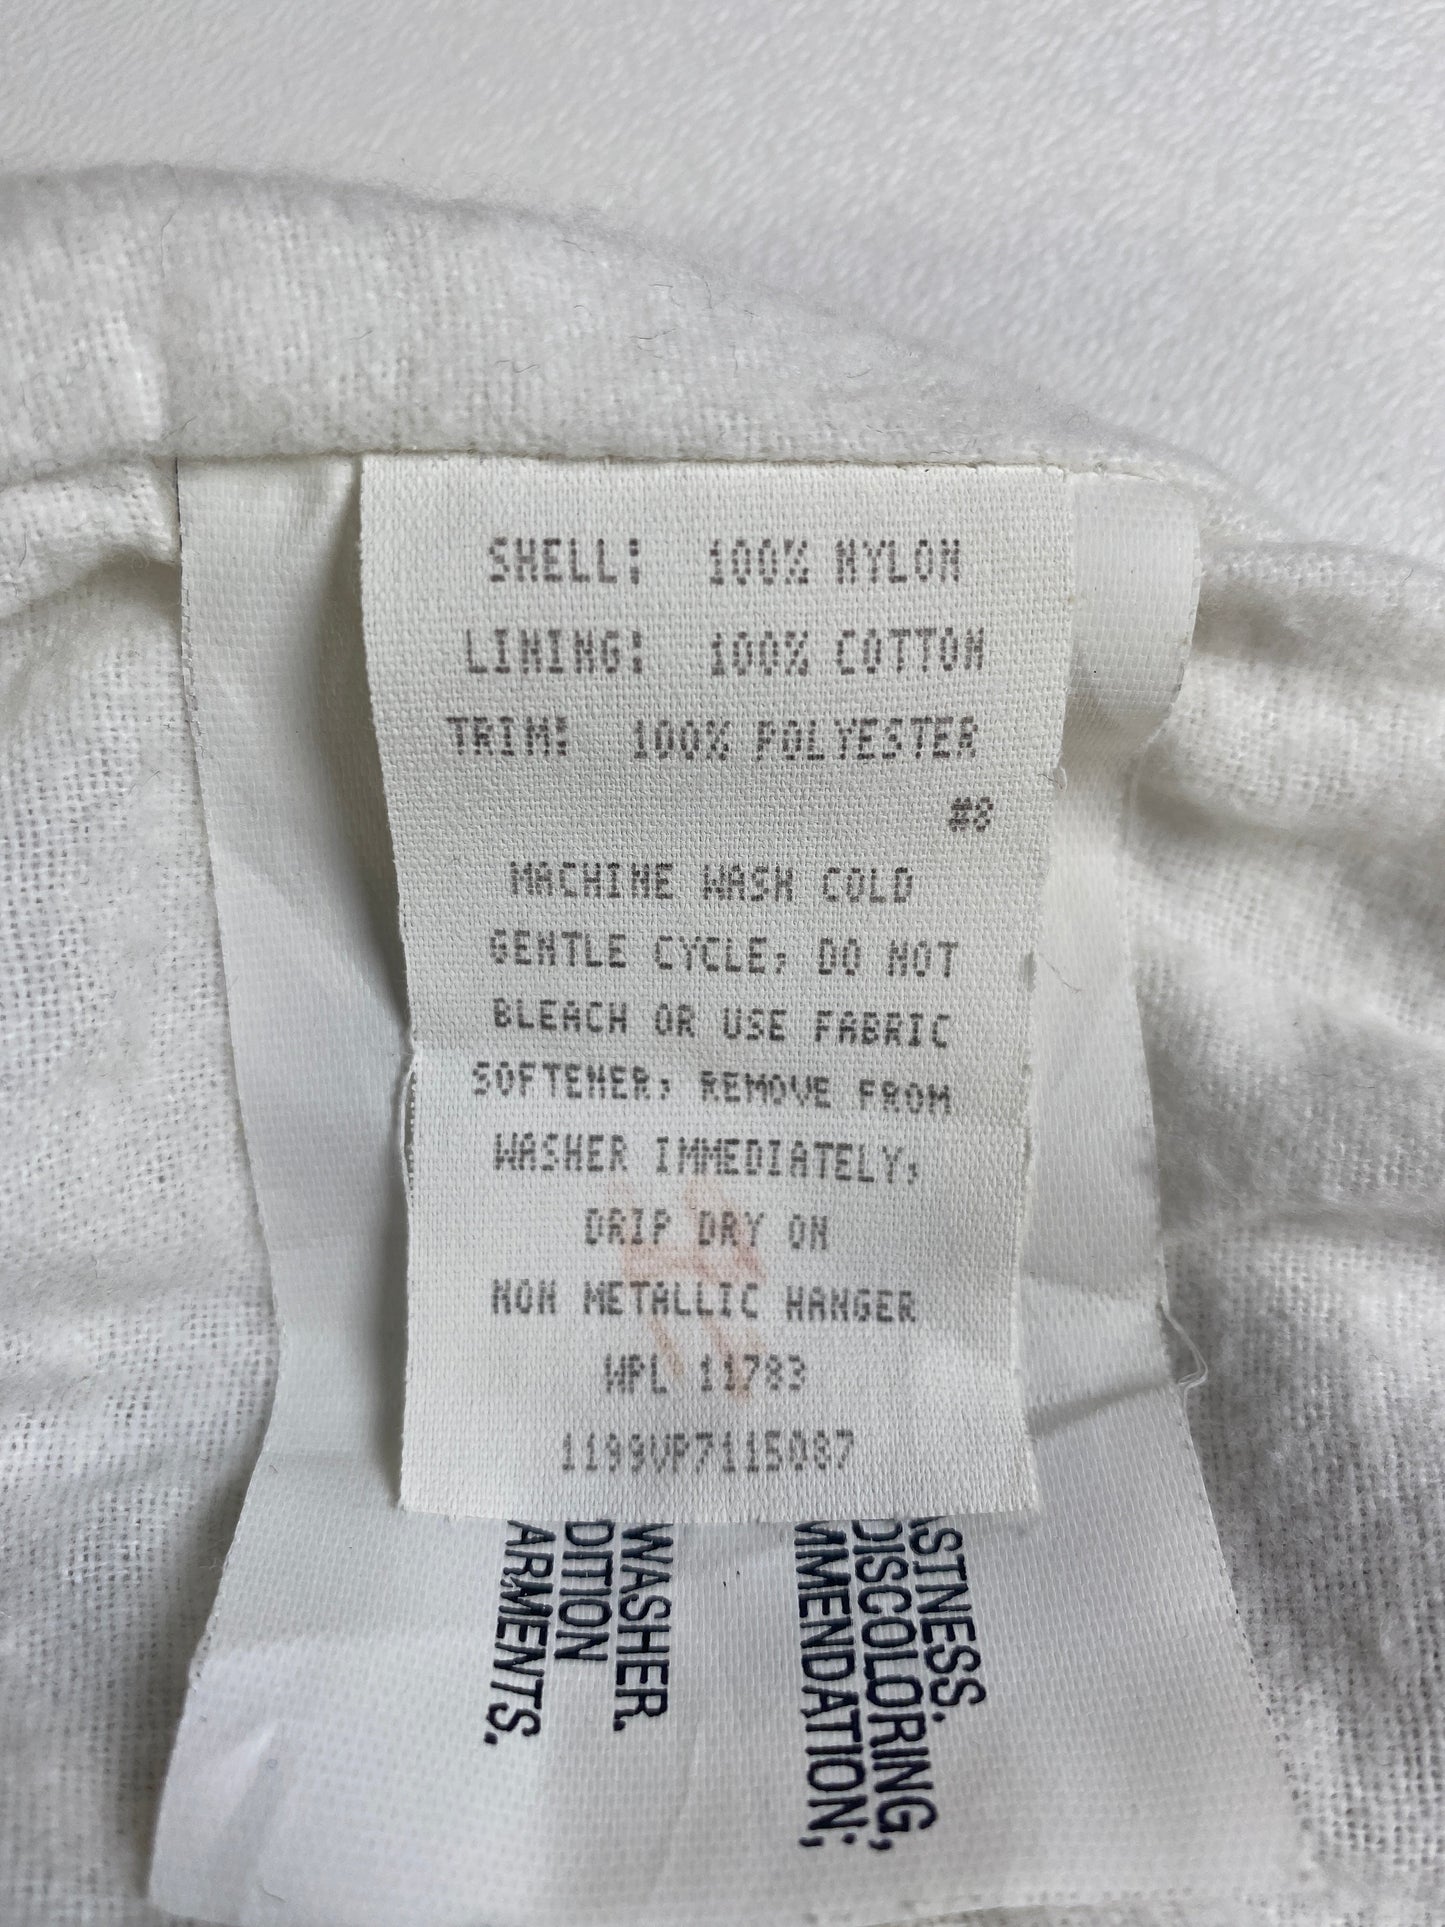 SHELL: 100% NYLON
LINING: 100% COTTON
TRIM: 100% POLYESTER
#8
MACHINE WASH COLD
GENTLE CYCLE, DO NOT
BLEACH OR USE FABRIC
SOFTENER, REMOVE FROM
WASHER IMMEDIATELY,
DRIP DRY ON
NON METALLIC HANGER
WPL 11783
1199VP7115087
ASTNESS.
DISCOLORING,
MMENDATION;
WASHER.
DITION
ARMENTS.